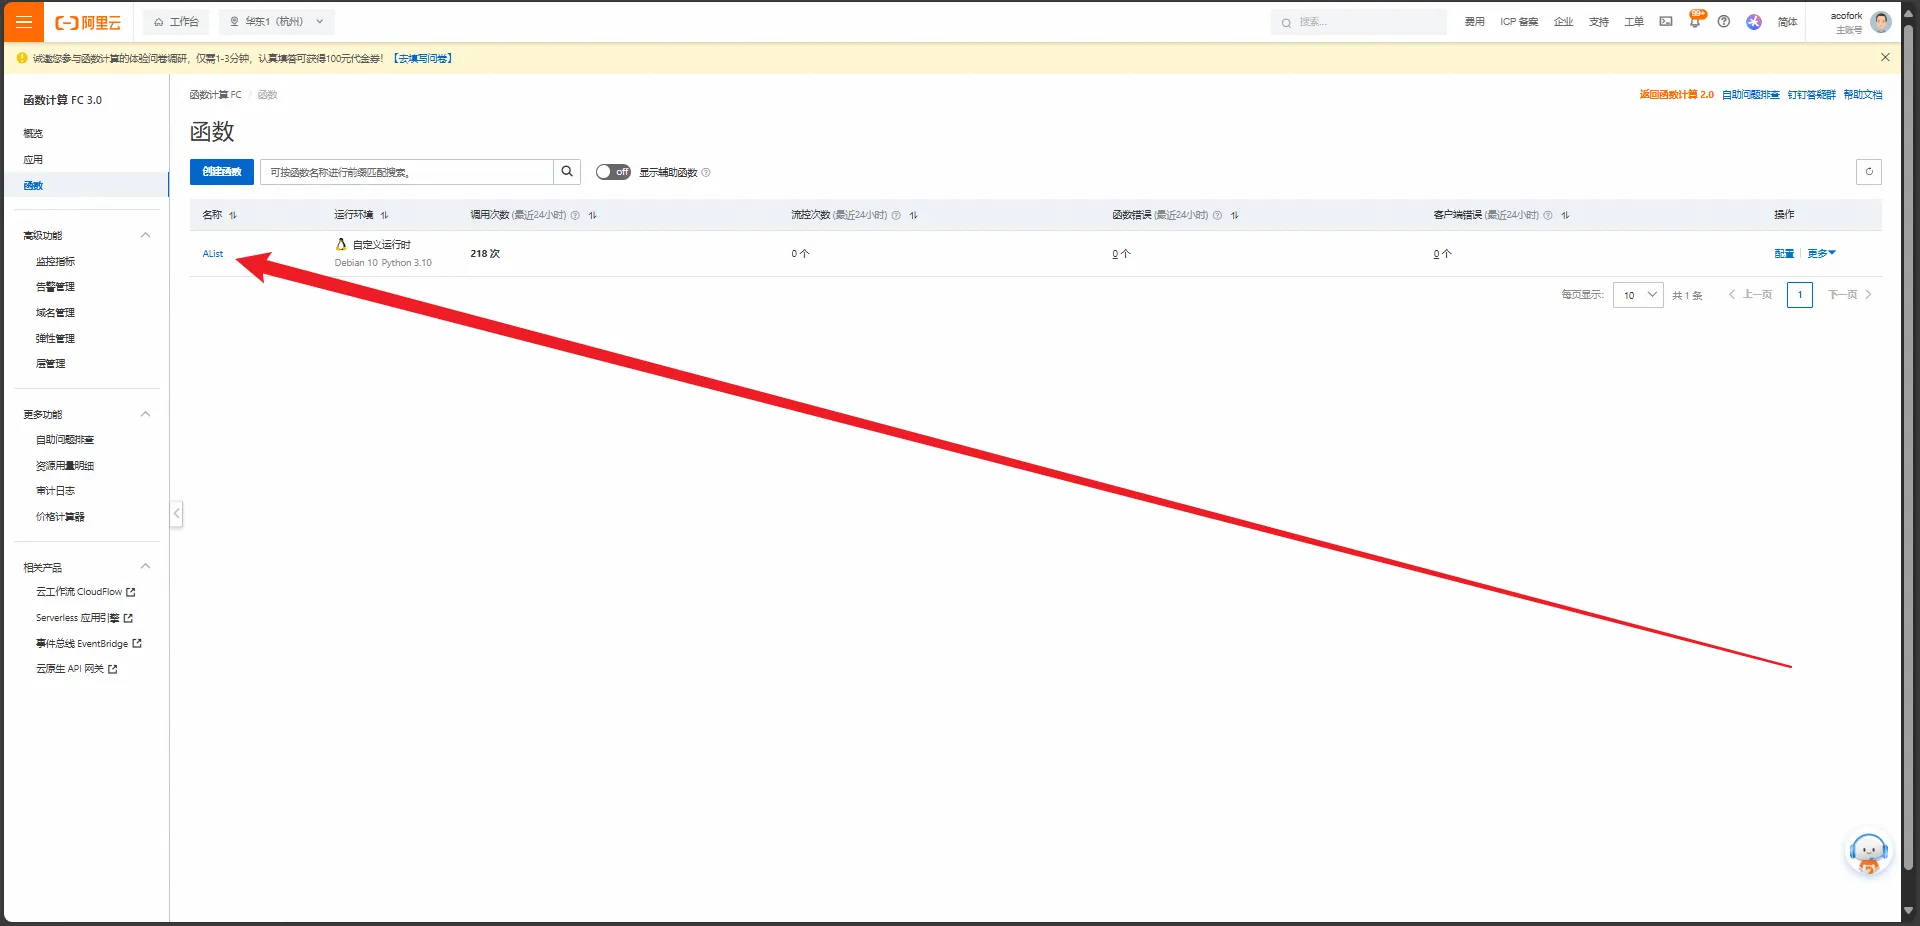 阿里云
工作台
华东1（杭州）
搜索...
费用
ICP 备案
企业
支持
工单
99+
简体
acofork
主账号
诚邀您参与函数计算的体验问卷调研，仅需1-3分钟，认真填答可获得100元代金券！【去填写问卷】
函数计算 FC 3.0
概览
应用
函数
高级功能
监控指标
告警管理
域名管理
弹性管理
层管理
更多功能
自助问题排查
资源用量明细
审计日志
价格计算器
相关产品
云工作流 CloudFlow
Serverless 应用引擎
事件总线 EventBridge
云原生 API 网关
函数计算 FC / 函数
返回函数计算 2.0 自助问题排查 钉钉答疑群 帮助文档
函数
创建函数
可按函数名称进行前缀匹配搜索。
off
显示辅助函数
名称 运行环境 调用次数 (最近24小时) 流控次数 (最近24小时) 函数错误 (最近24小时) 客户端错误 (最近24小时) 操作
AList
自定义运行时
Debian 10 Python 3.10
218 次
0 个
0 个
0 个
配置 | 更多
每页显示: 10 共 1 条 上一页 1 下一页